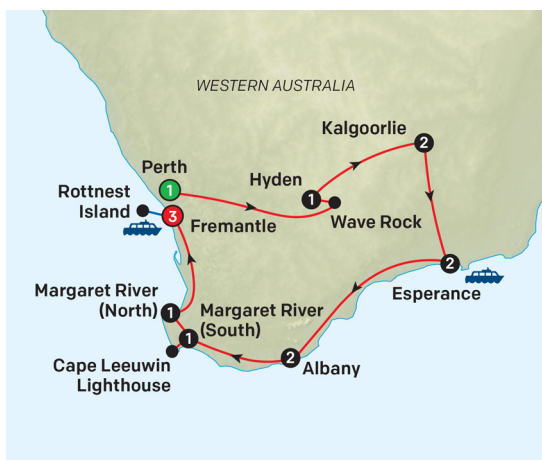 WESTERN AUSTRALIA
Kalgoorlie
2
Perth
1
Hyden
1
Rottnest
Island
3
Fremantle
Wave Rock
2
Esperance
Margaret River
(North)
1
Margaret River
(South)
1
Cape Leeuwin
Lighthouse
2
Albany